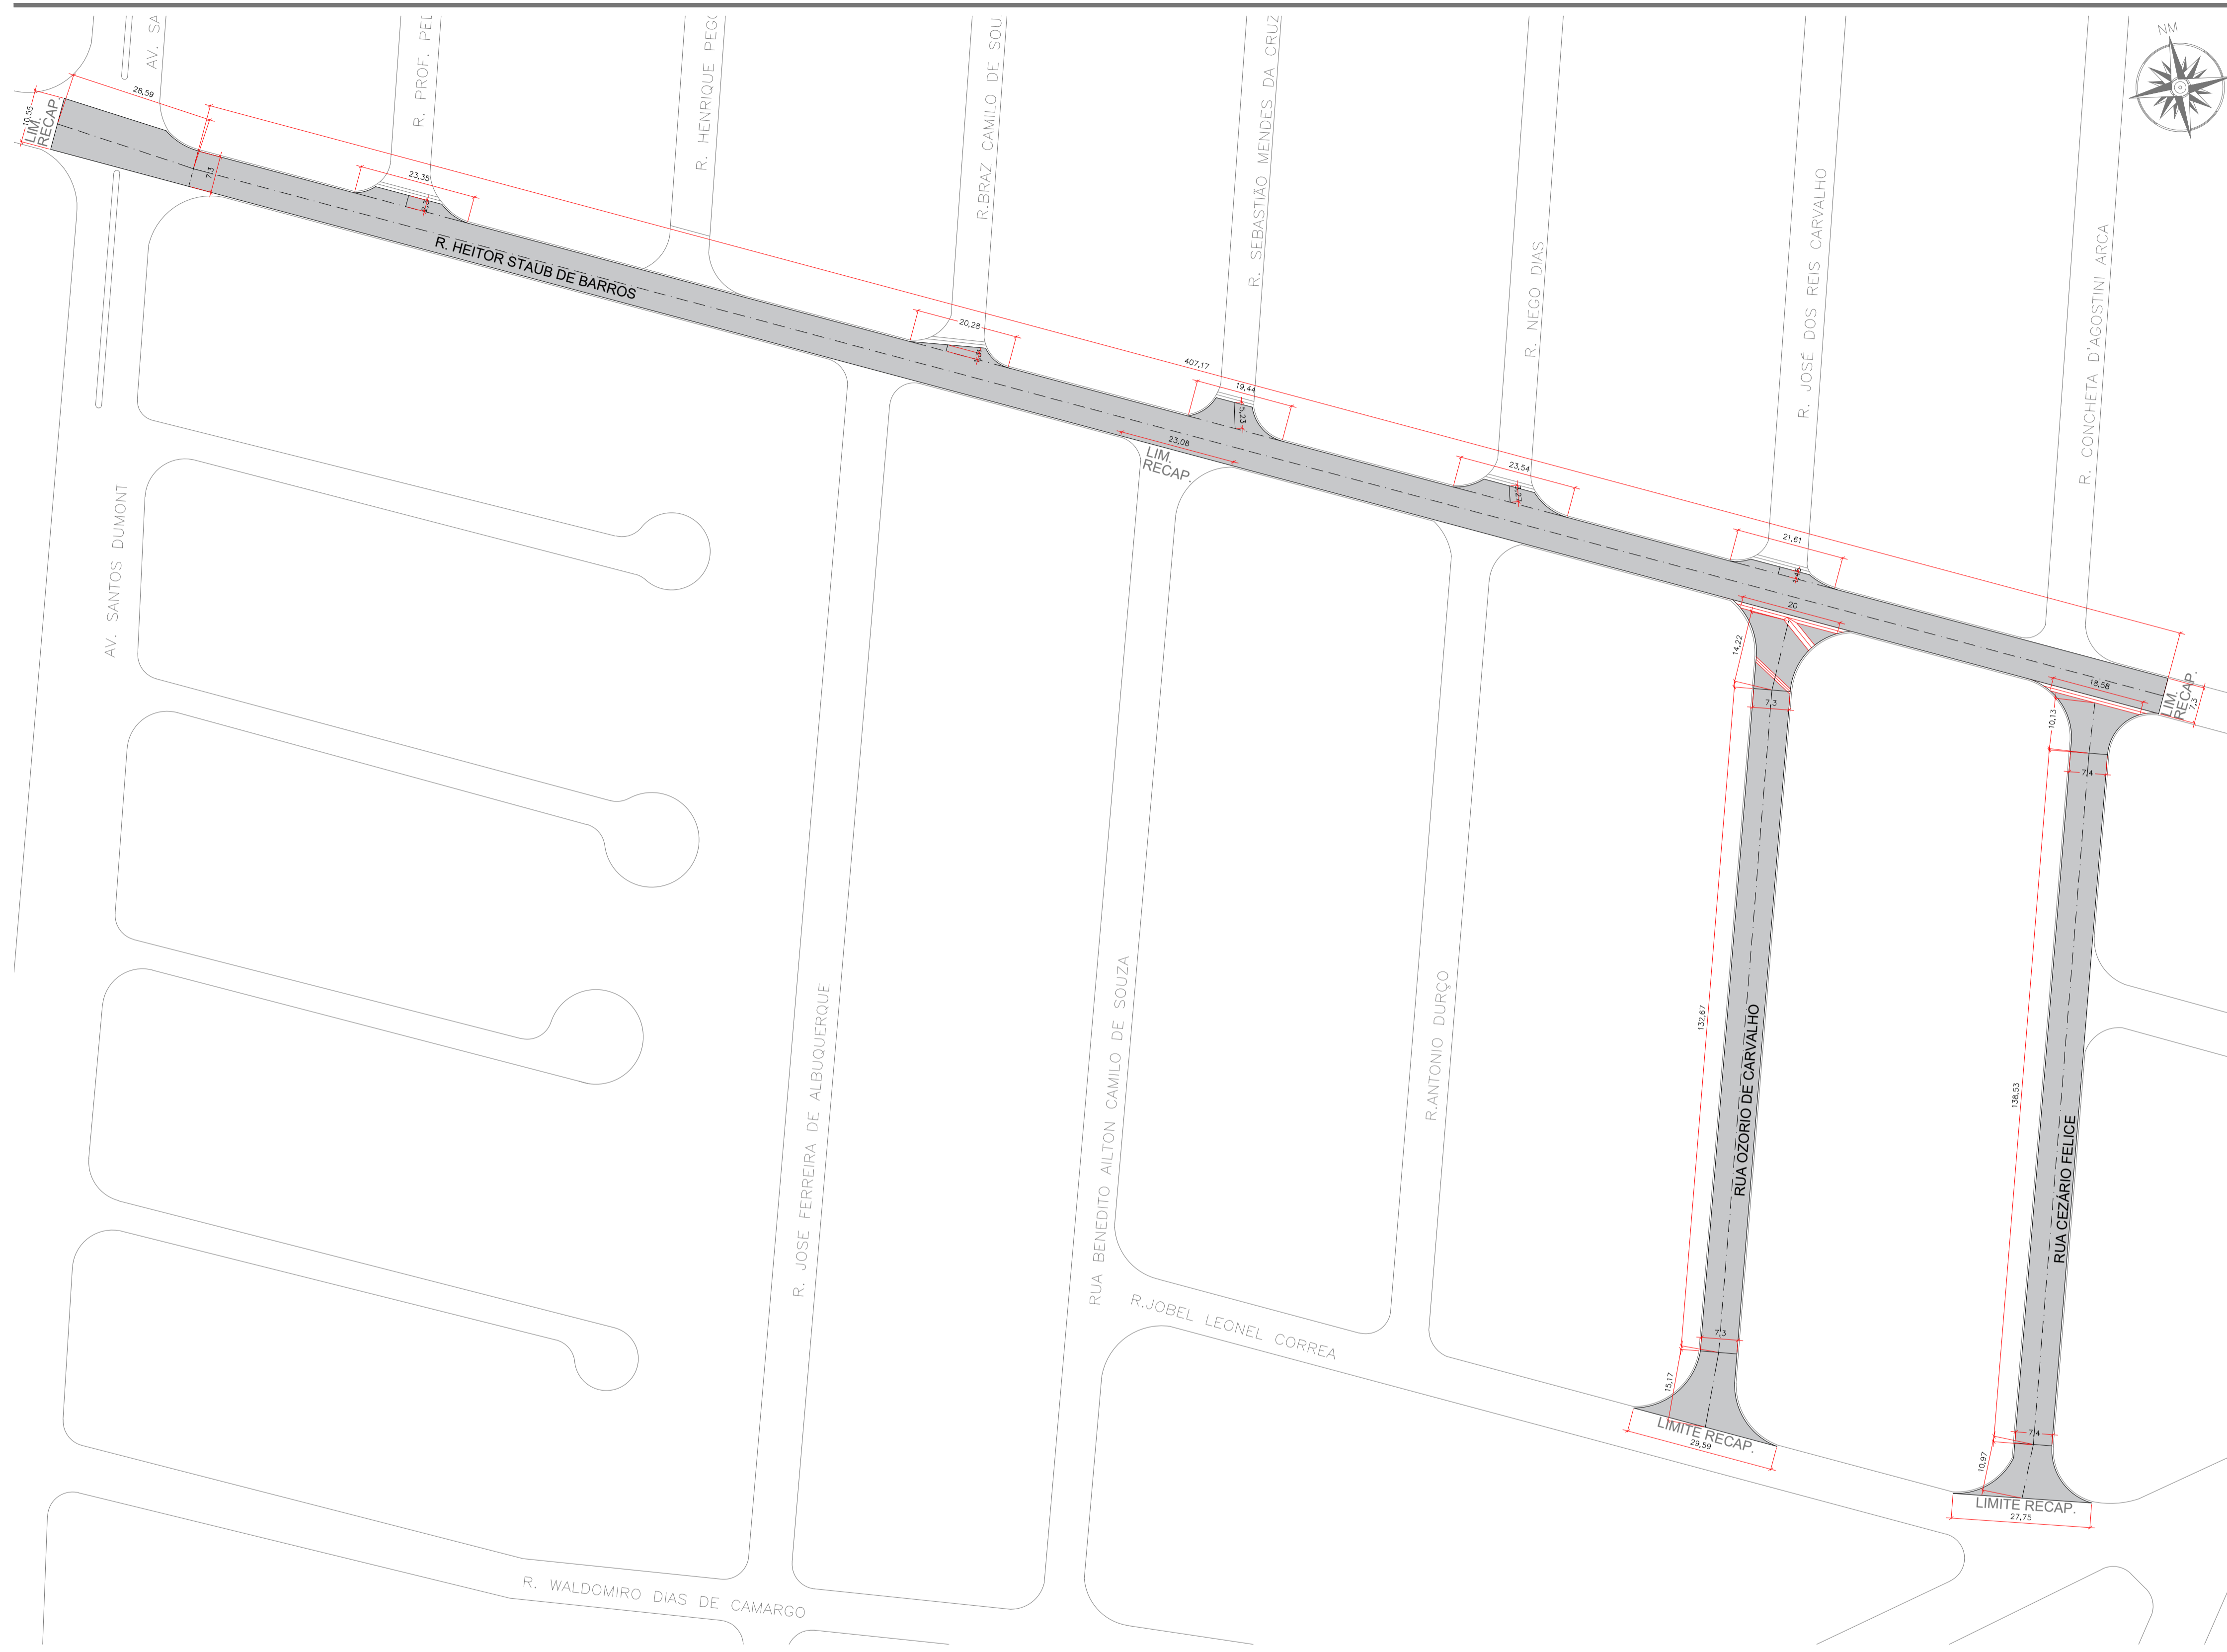 NM
AV. SA
R. PROF. PE
R. HENRIQUE PEG
R.BRAZ CAMILO DE SOU
R. SEBASTIÃO MENDES DA CRUZ
R. NEGO DIAS
R. JOSÉ DOS REIS CARVALHO
R. CONCHETA D'AGOSTINI ARCA
10,55
LIM.
RECAP.
28,59
7,3
23,35
R. HEITOR STAUB DE BARROS
20,28
407,17
19,44
5,23
23,08
LIM.
RECAP.
23,54
21,61
20
14,22
7,3
18,58
10,13
7,4
LIM.
RECAP.
7,3
AV. SANTOS DUMONT
R. JOSE FERREIRA DE ALBUQUERQUE
RUA BENEDITO AILTON CAMILO DE SOUZA
R.ANTONIO DURÇO
132,67
RUA OZORIO DE CARVALHO
138,53
RUA CEZÁRIO FELICE
R.JOBEL LEONEL CORREA
7,3
15,17
LIMITE RECAP.
29,59
7,4
10,97
LIMITE RECAP.
27,75
R. WALDOMIRO DIAS DE CAMARGO